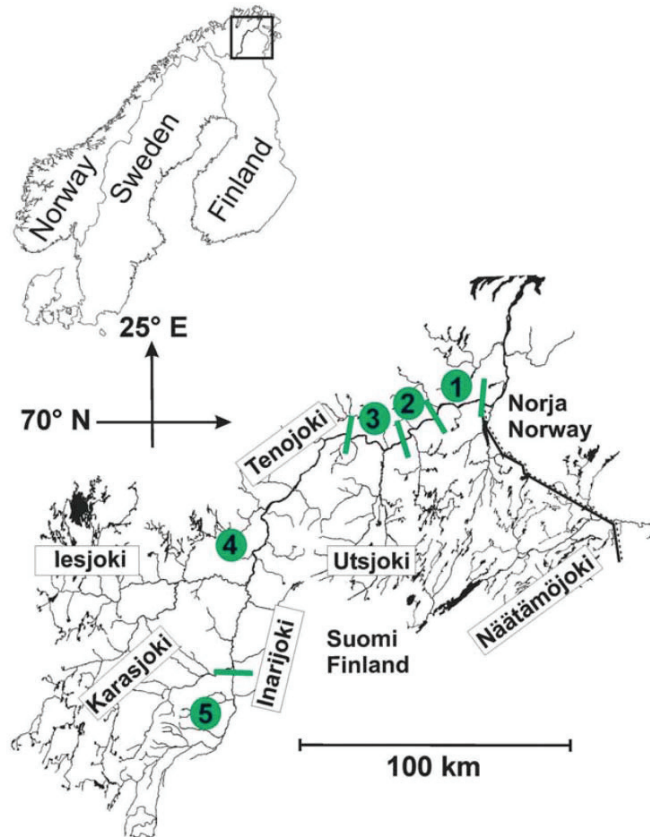 Norway
Sweden
Finland
25° E
70° N
1
2
3
Norja
Norway
Tenojoki
4
Iesjoki
Utsjoki
Näätämöjoki
Suomi
Finland
Karasjoki
Inarijoki
5
100 km